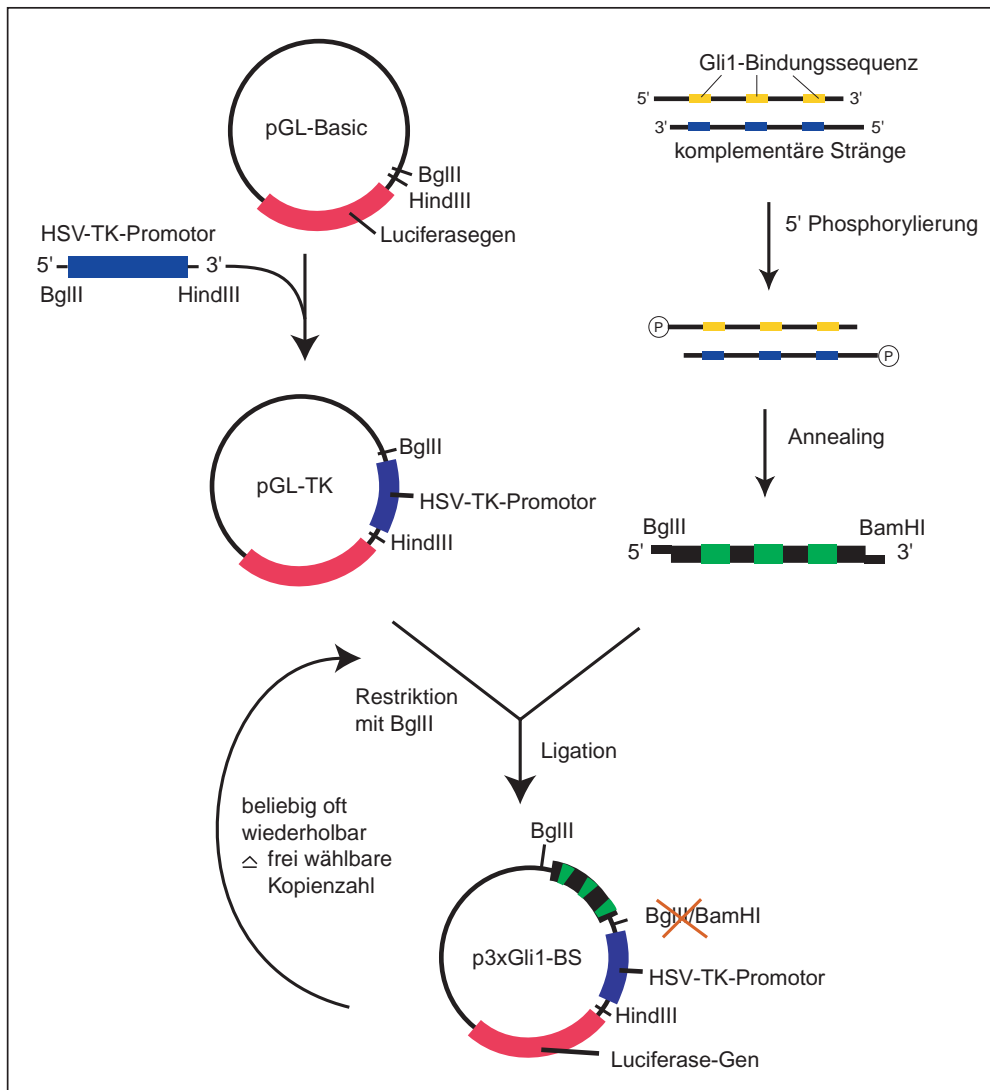 Gli1-Bindungssequenz
5' 3'
3' 5'
komplementäre Stränge
pGL-Basic
BglII
HindIII
Luciferasegen
HSV-TK-Promotor
5' 3'
BglII HindIII
5' Phosphorylierung
P
P
Annealing
pGL-TK
BglII
HSV-TK-Promotor
HindIII
BglII BamHI
5' 3'
Restriktion
mit BglII
Ligation
beliebig oft
wiederholbar
≙ frei wählbare
Kopienzahl
BglII
BglII/BamHI
p3xGli1-BS
HSV-TK-Promotor
HindIII
Luciferase-Gen